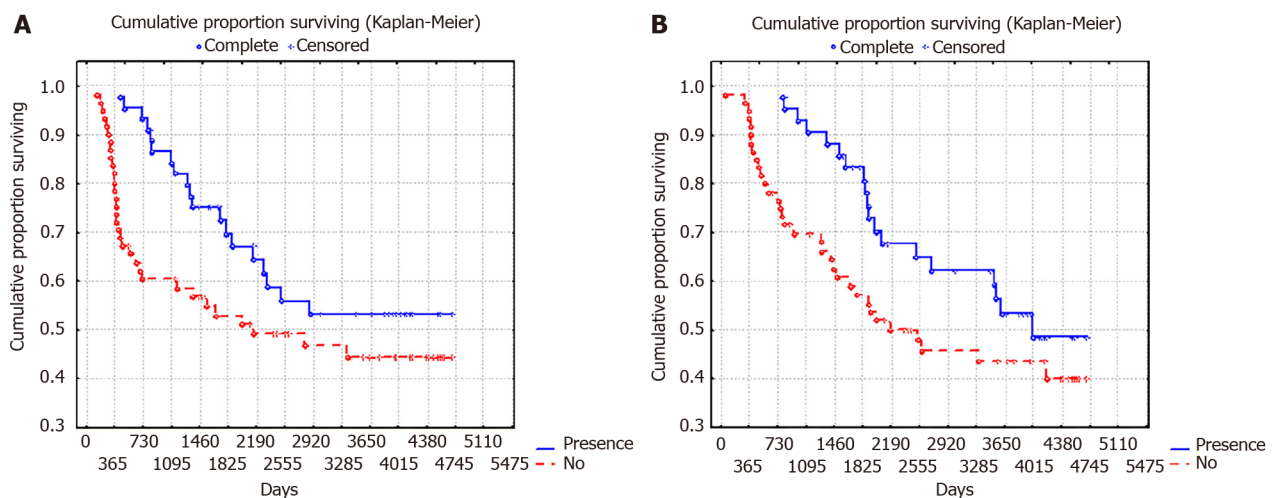 A
Cumulative proportion surviving (Kaplan-Meier)
Complete Censored
Cumulative proportion surviving
1.0
0.9
0.8
0.7
0.6
0.5
0.4
0.3
0 730 1460 2190 2920 3650 4380 5110
365 1095 1825 2555 3285 4015 4745 5475
Days
Presence
No
B
Cumulative proportion surviving (Kaplan-Meier)
Complete Censored
Cumulative proportion surviving
1.0
0.9
0.8
0.7
0.6
0.5
0.4
0.3
0 730 1460 2190 2920 3650 4380 5110
365 1095 1825 2555 3285 4015 4745 5475
Days
Presence
No